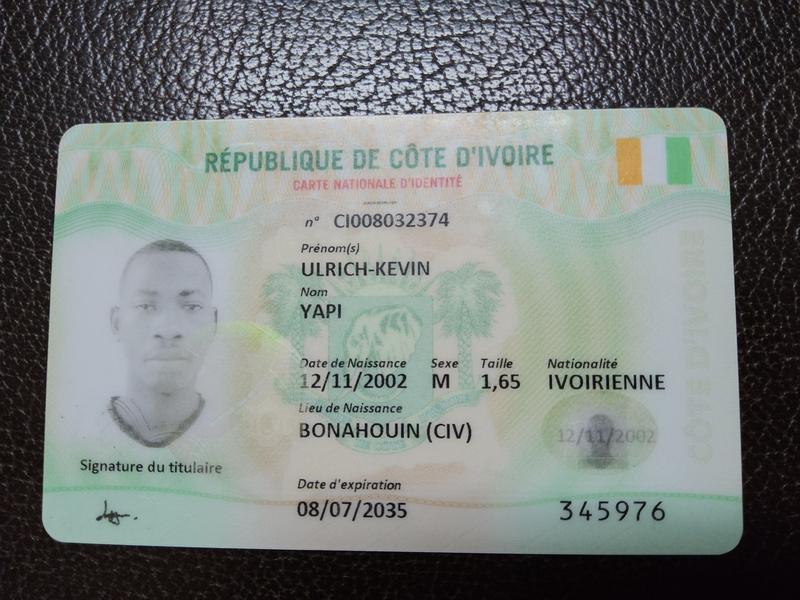 RÉPUBLIQUE DE CÔTE D'IVOIRE
CARTE NATIONALE D'IDENTITÉ
n° CI008032374
Prénom(s)
ULRICH-KEVIN
Nom
YAPI
Date de Naissance Sexe Taille Nationalité
12/11/2002 M 1,65 IVOIRIENNE
Lieu de Naissance
BONAHOUIN (CIV)
12/11/2002
Signature du titulaire
Date d'expiration
08/07/2035
345976
CÔTE D'IVOIRE